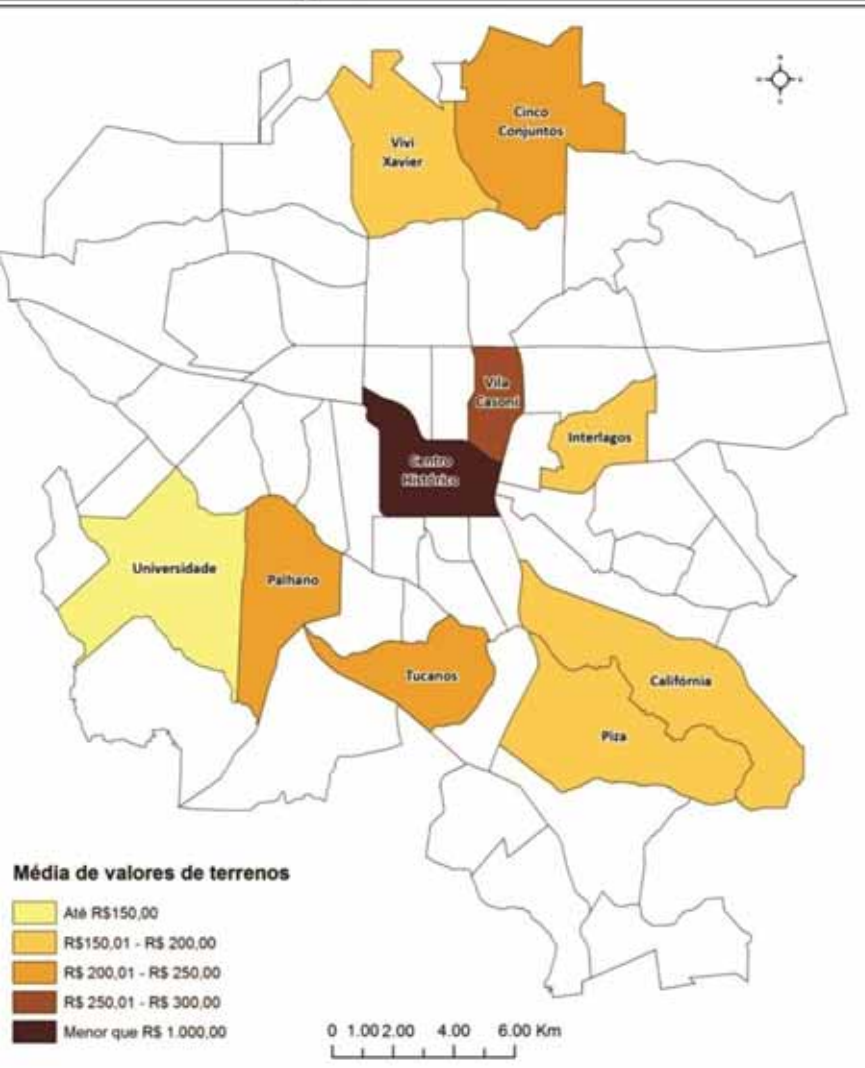 Cinco
Conjuntos
Vivi
Xavier
Vila
Casoni
Interlagos
Centro
Histórico
Universidade
Palhano
Tucanos
Califórnia
Piza
Média de valores de terrenos
Até R$150,00
R$150,01 - R$ 200,00
R$ 200,01 - R$ 250,00
R$ 250,01 - R$ 300,00
Menor que R$ 1.000,00
0 1.00 2.00 4.00 6.00 Km